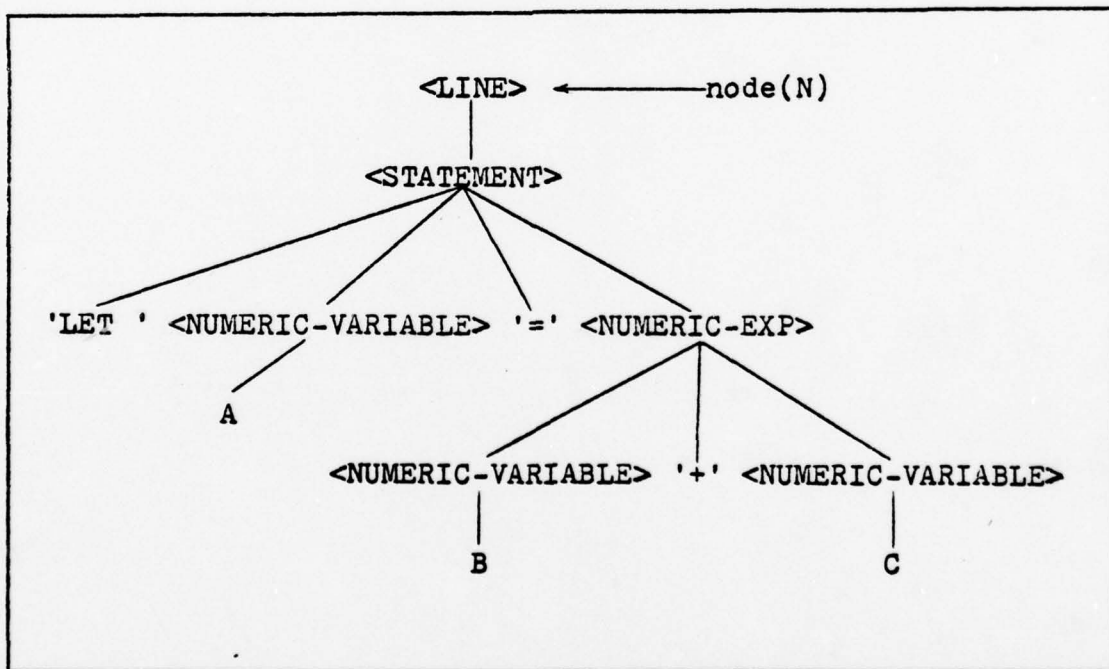 <LINE> node(N)
<STATEMENT>
'LET ' <NUMERIC-VARIABLE> '=' <NUMERIC-EXP>
A
<NUMERIC-VARIABLE> '+' <NUMERIC-VARIABLE>
B C